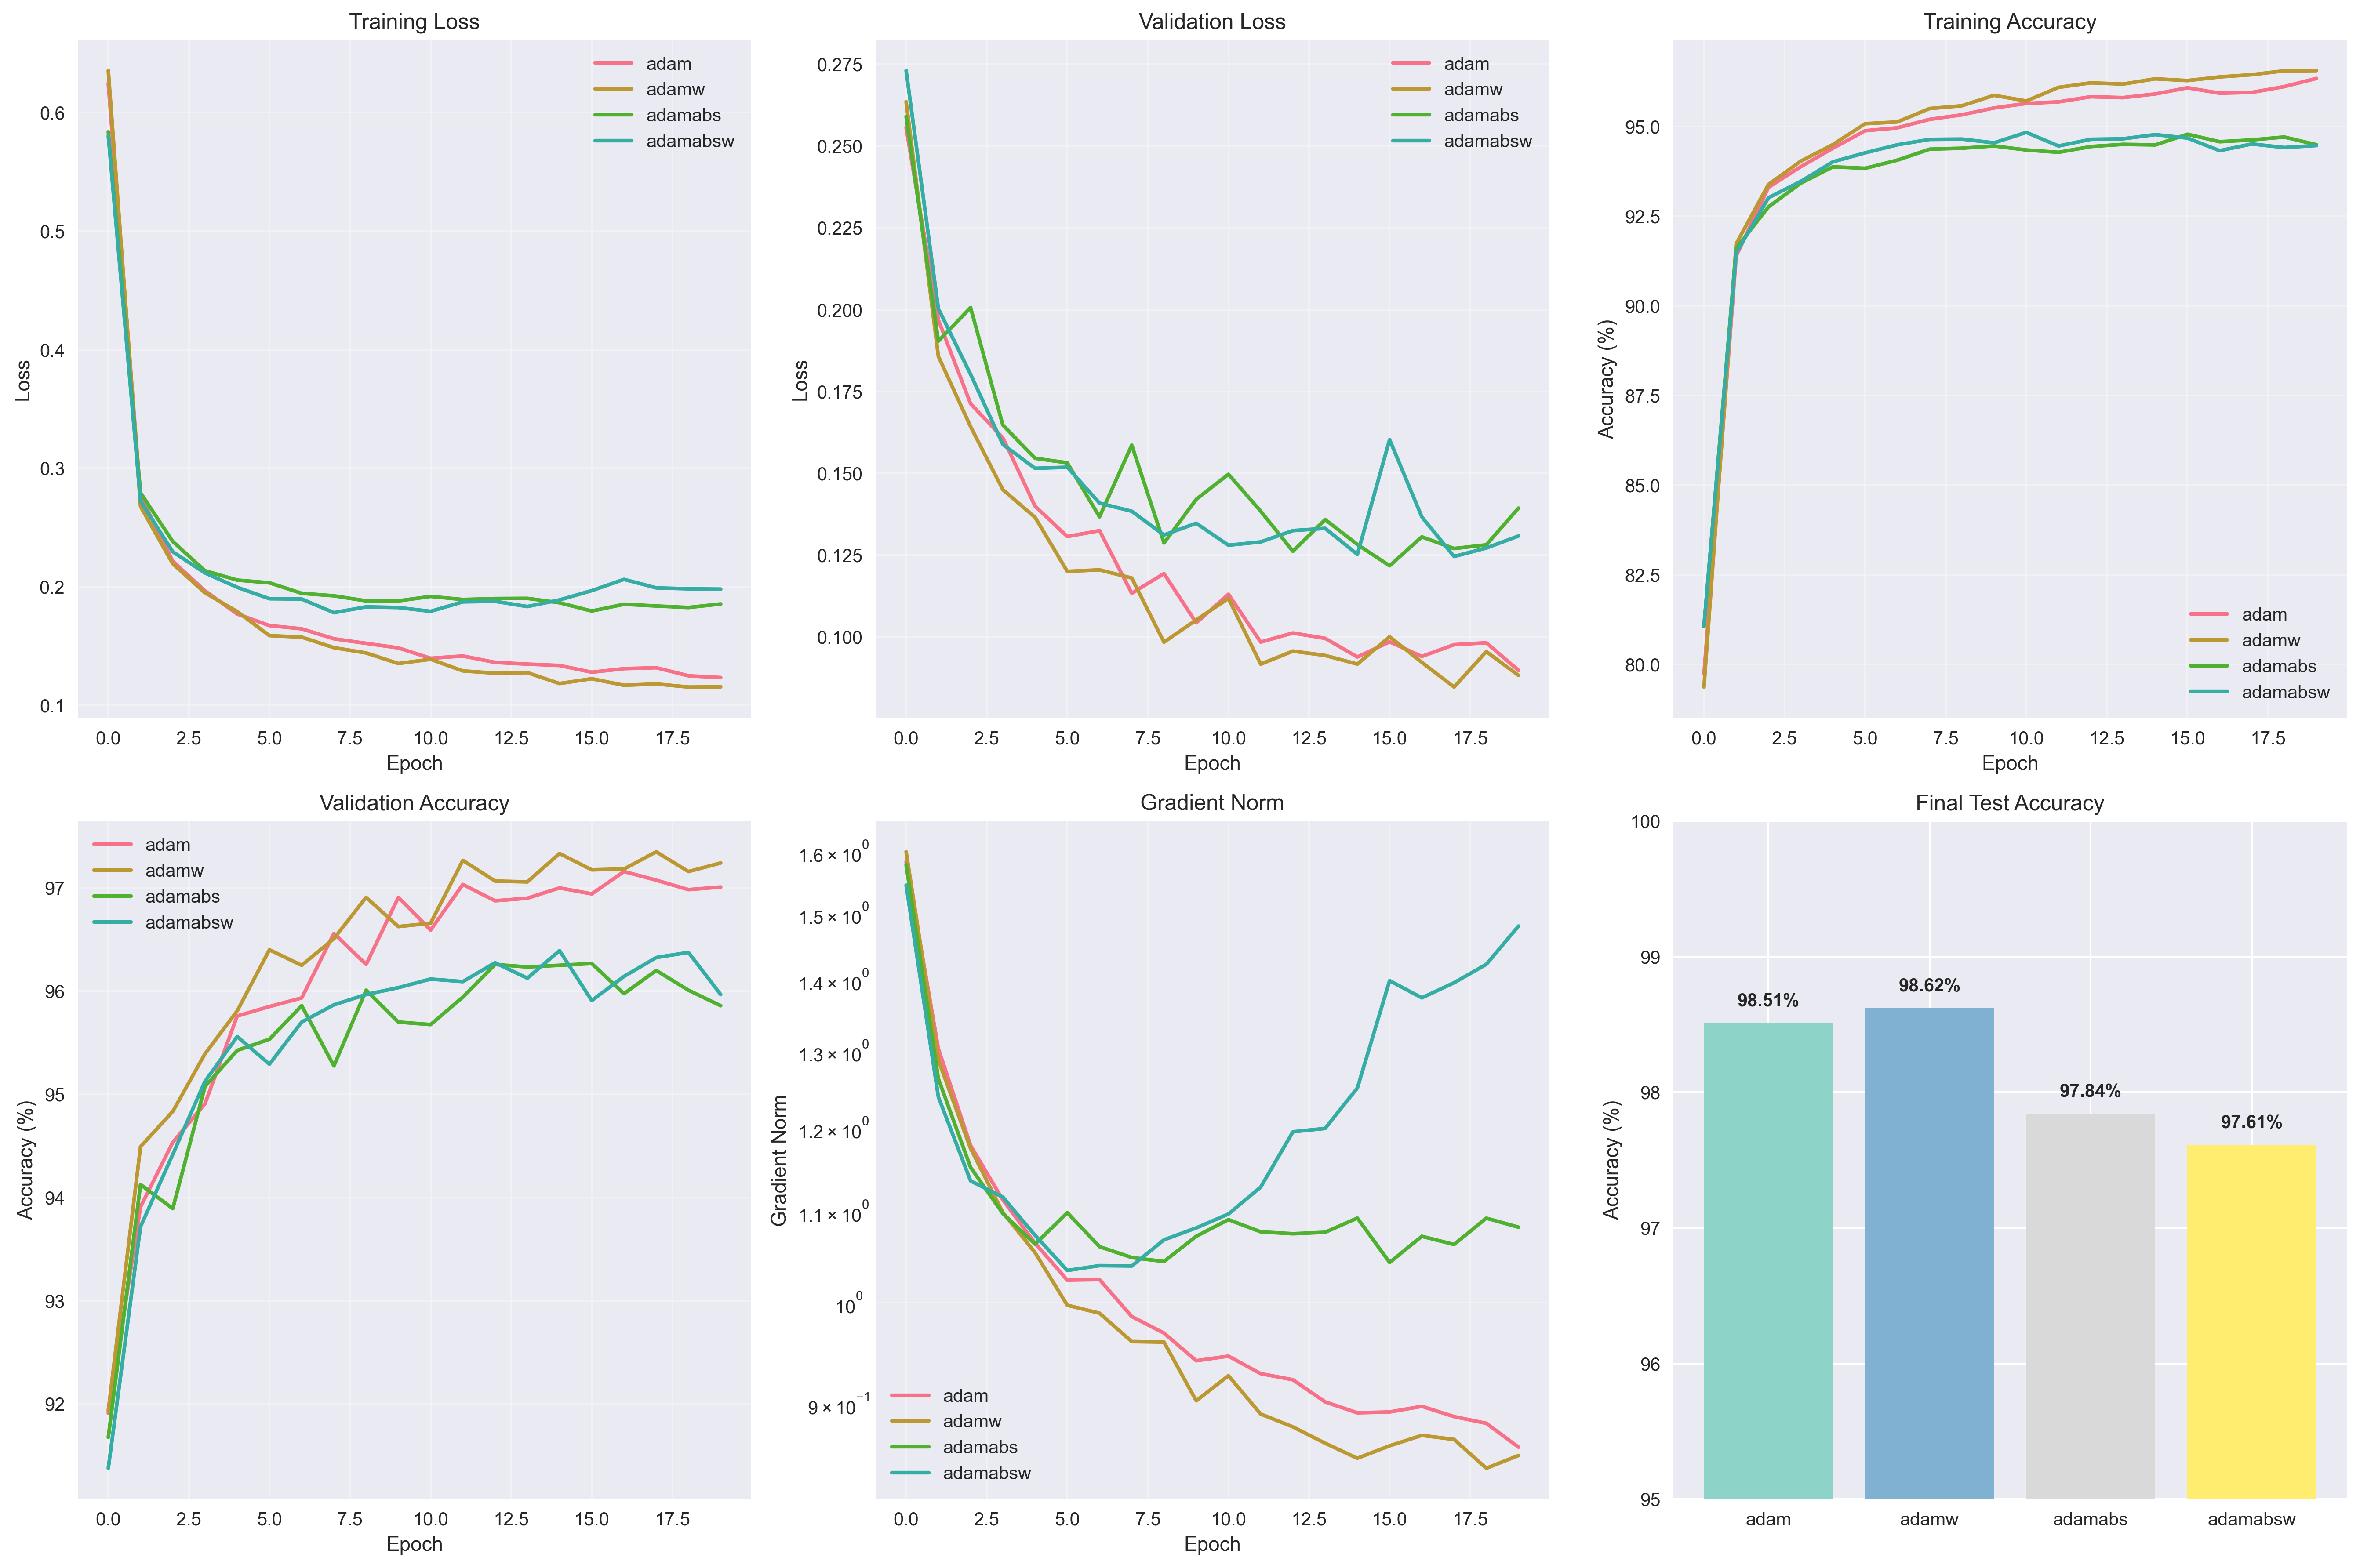 Training Loss
Loss
0.6
0.5
0.4
0.3
0.2
0.1
adam
adamw
adamabs
adamabsw
0.0 2.5 5.0 7.5 10.0 12.5 15.0 17.5
Epoch
Validation Loss
Loss
0.275
0.250
0.225
0.200
0.175
0.150
0.125
0.100
adam
adamw
adamabs
adamabsw
0.0 2.5 5.0 7.5 10.0 12.5 15.0 17.5
Epoch
Training Accuracy
Accuracy (%)
95.0
92.5
90.0
87.5
85.0
82.5
80.0
adam
adamw
adamabs
adamabsw
0.0 2.5 5.0 7.5 10.0 12.5 15.0 17.5
Epoch
Validation Accuracy
Accuracy (%)
97
96
95
94
93
92
adam
adamw
adamabs
adamabsw
0.0 2.5 5.0 7.5 10.0 12.5 15.0 17.5
Epoch
Gradient Norm
Gradient Norm
1.6 × 10⁰
1.5 × 10⁰
1.4 × 10⁰
1.3 × 10⁰
1.2 × 10⁰
1.1 × 10⁰
10⁰
9 × 10⁻¹
adam
adamw
adamabs
adamabsw
0.0 2.5 5.0 7.5 10.0 12.5 15.0 17.5
Epoch
Final Test Accuracy
Accuracy (%)
100
99
98
97
96
95
98.51%
98.62%
97.84%
97.61%
adam adamw adamabs adamabsw